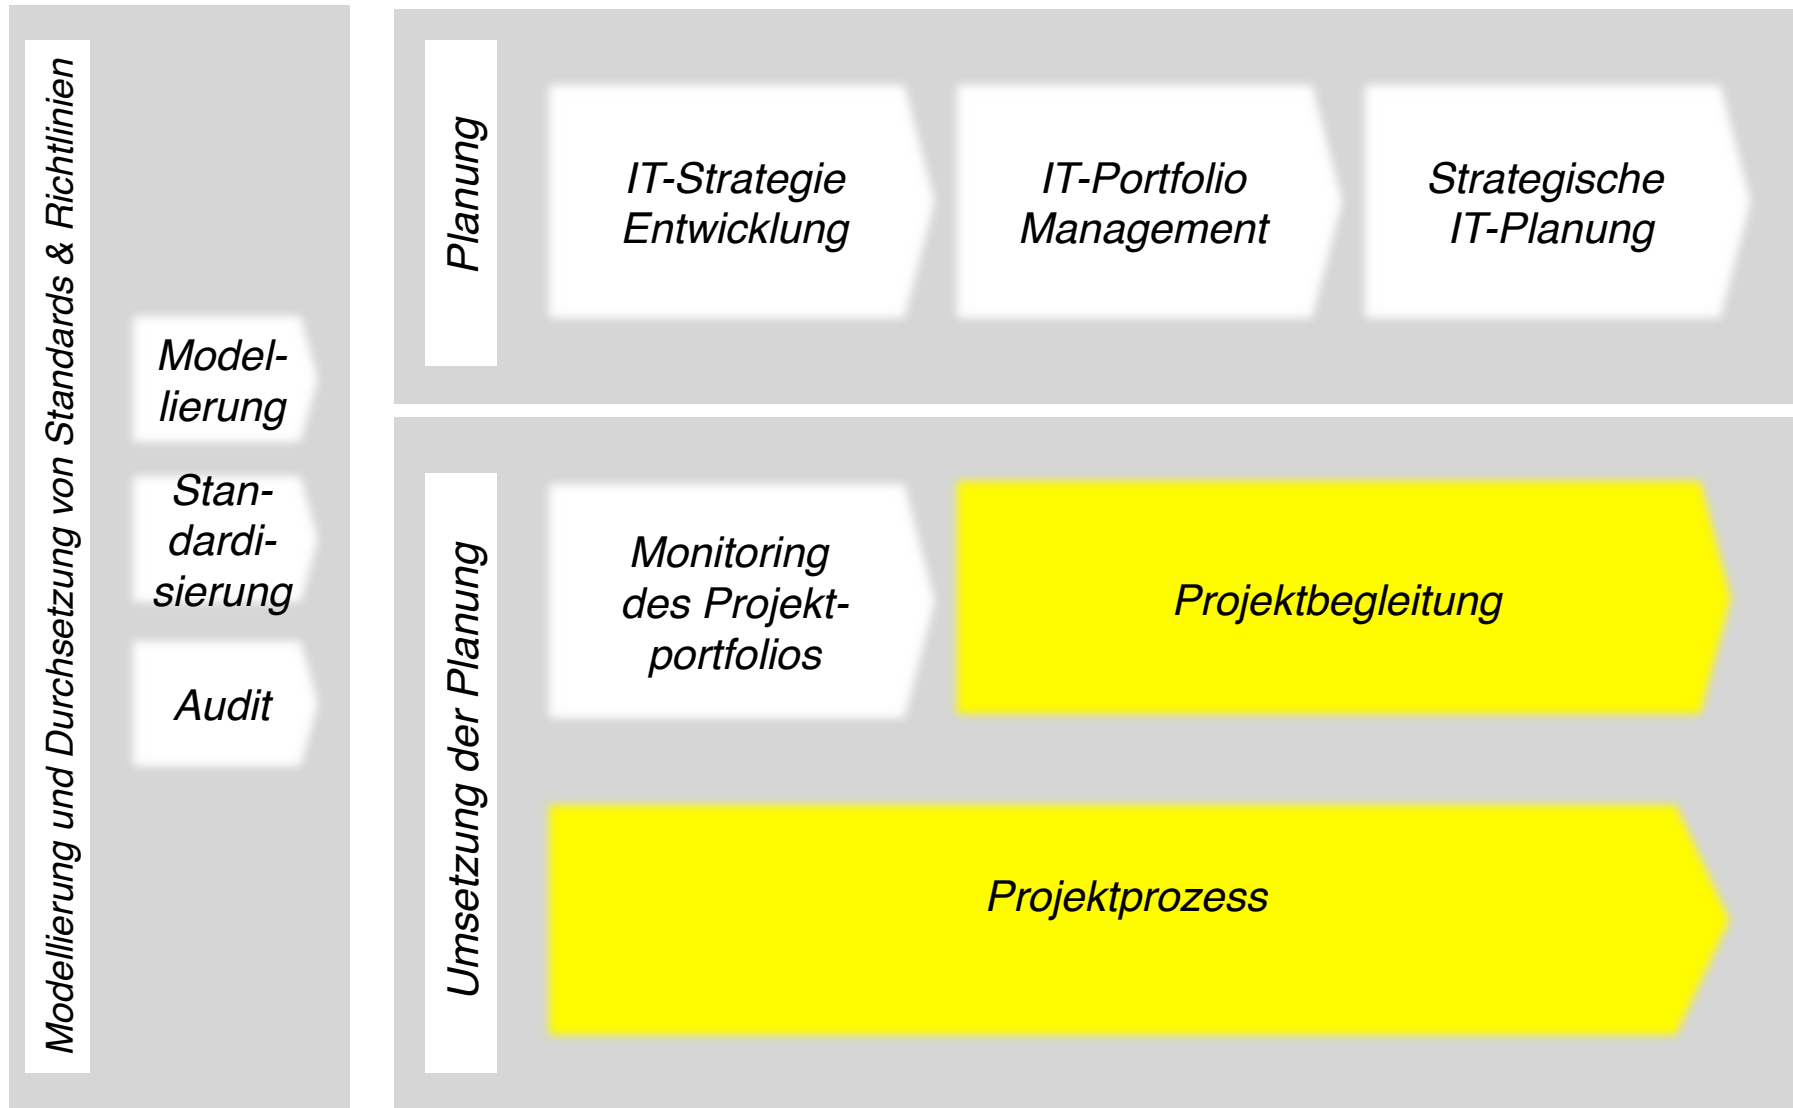 Modellierung und Durchsetzung von Standards & Richtlinien
Model-
lierung
Stan-
dardi-
sierung
Audit
Planung
IT-Strategie
Entwicklung
IT-Portfolio
Management
Strategische
IT-Planung
Umsetzung der Planung
Monitoring
des Projekt-
portfolios
Projektbegleitung
Projektprozess